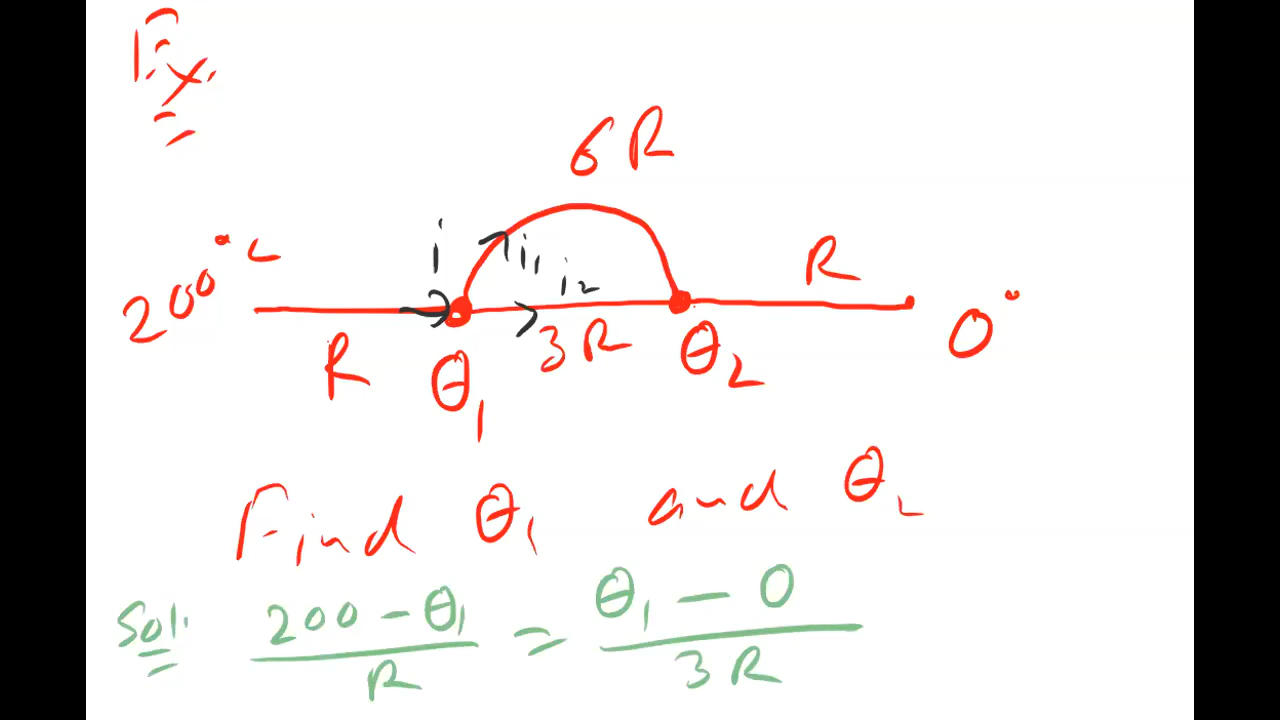 Ex.
6R
200°C
i
i1
i2
R
0°
R
θ1
3R
θ2
Find θ1 and θ2
Sol: (200 - θ1)/R = (θ1 - 0)/3R